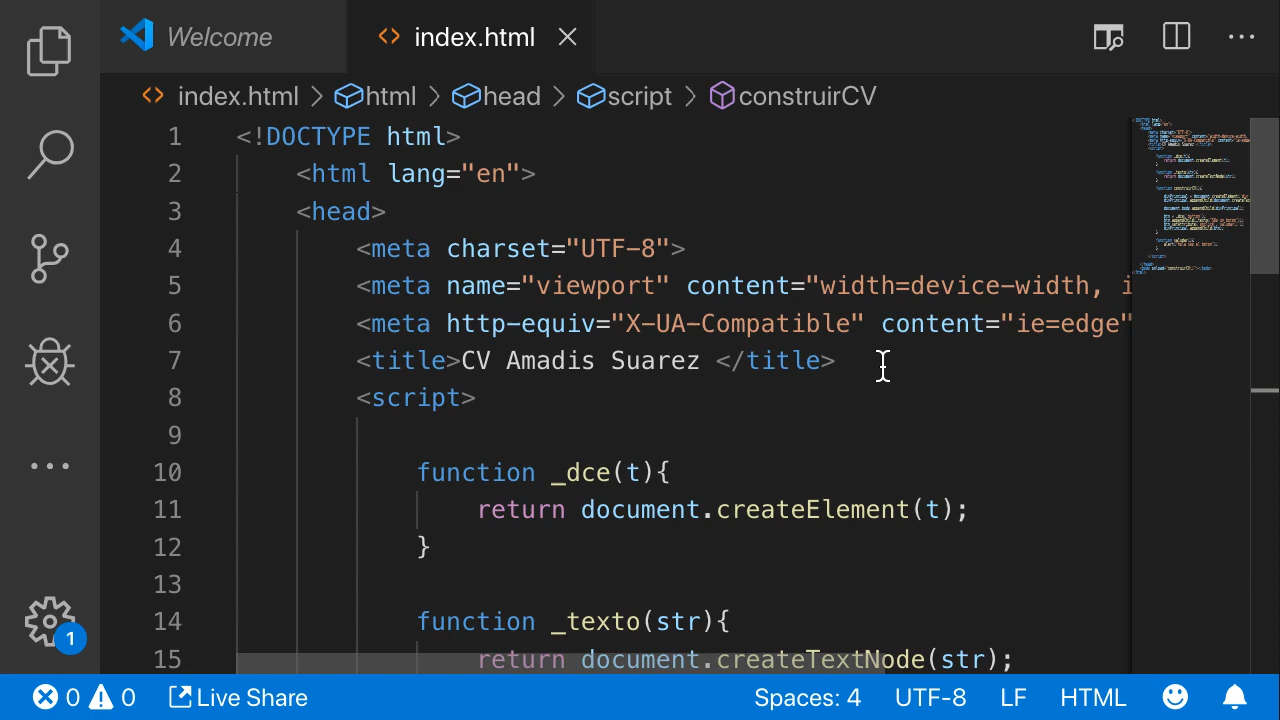 Welcome
index.html
index.html > html > head > script > construirCV
1 <!DOCTYPE html>
2 <html lang="en">
3 <head>
4 <meta charset="UTF-8">
5 <meta name="viewport" content="width=device-width, i
6 <meta http-equiv="X-UA-Compatible" content="ie=edge"
7 <title>CV Amadis Suarez </title>
8 <script>
9
10 function _dce(t){
11 return document.createElement(t);
12 }
13
14 function _texto(str){
15 return document.createTextNode(str);
1
0 0 Live Share Spaces: 4 UTF-8 LF HTML